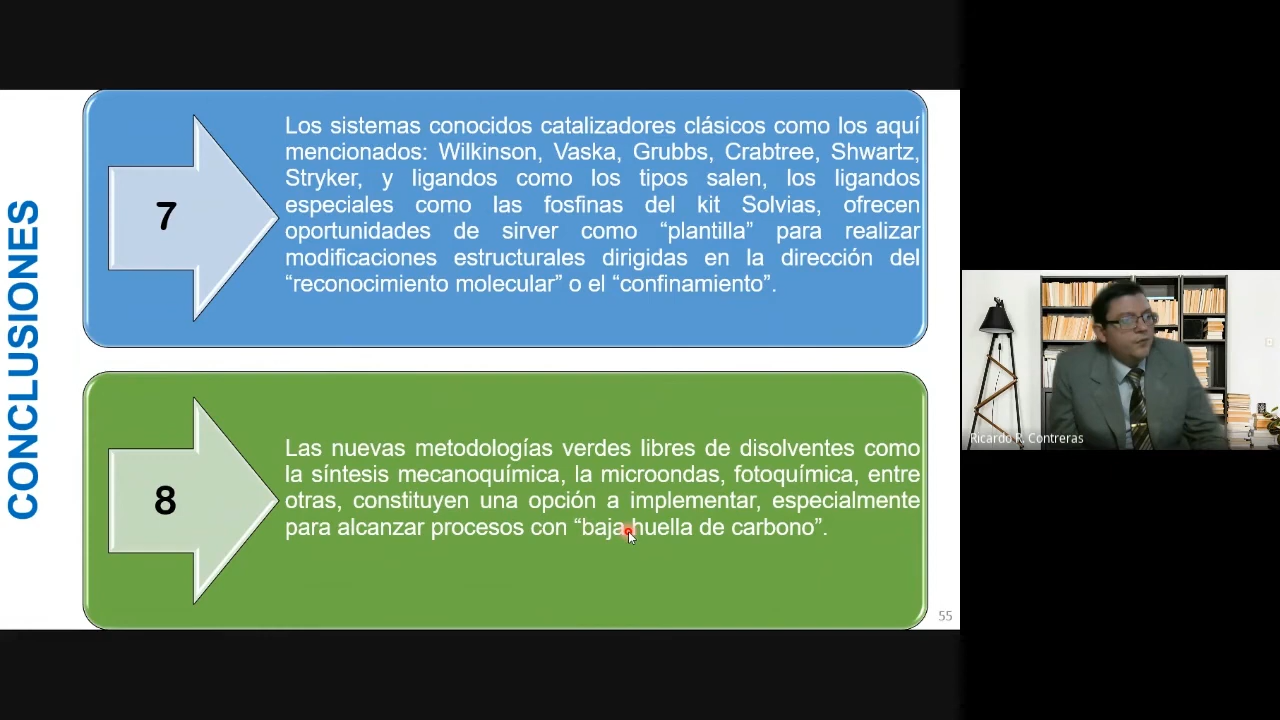 CONCLUSIONES
7
Los sistemas conocidos catalizadores clásicos como los aquí
mencionados: Wilkinson, Vaska, Grubbs, Crabtree, Shwartz,
Stryker, y ligandos como los tipos salen, los ligandos
especiales como las fosfinas del kit Solvias, ofrecen
oportunidades de sirver como “plantilla” para realizar
modificaciones estructurales dirigidas en la dirección del
“reconocimiento molecular” o el “confinamiento”.
8
Las nuevas metodologías verdes libres de disolventes como
la síntesis mecanoquímica, la microondas, fotoquímica, entre
otras, constituyen una opción a implementar, especialmente
para alcanzar procesos con “baja huella de carbono”.
55
Ricardo R. Contreras